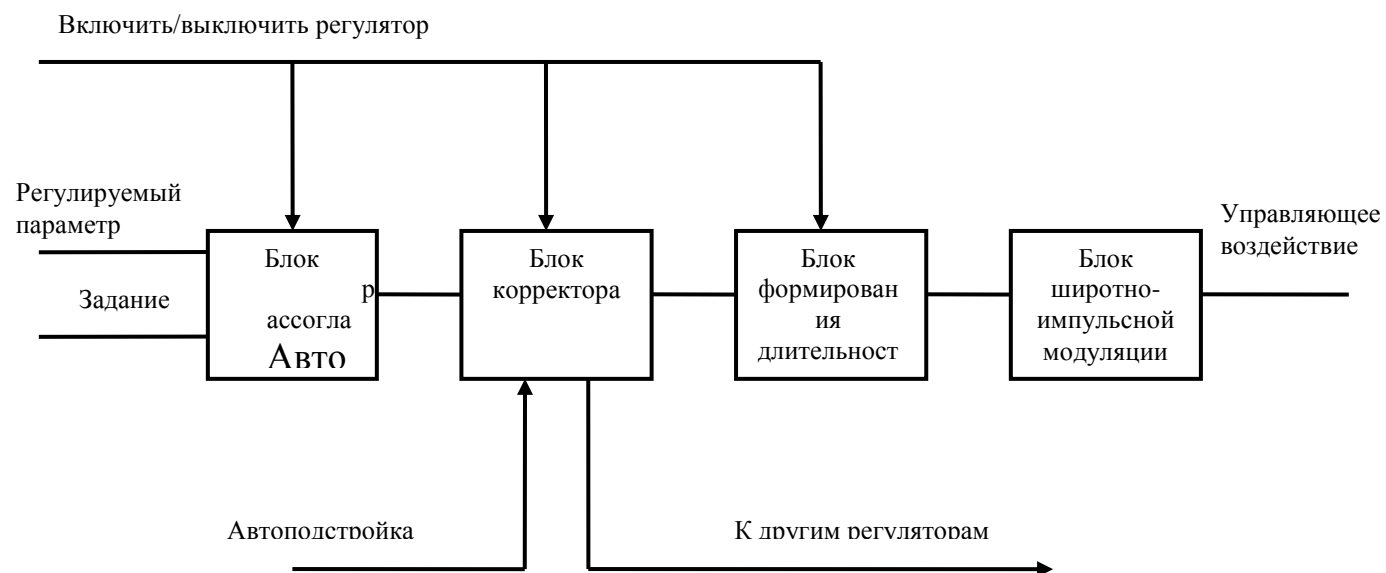 Включить/выключить регулятор
Регулируемый
параметр
Задание
Блок
р
ассогла
Авто
Блок
корректора
Блок
формирован
ия
длительност
Блок
широтно-
импульсной
модуляции
Управляющее
воздействие
Автоподстройка
К другим регуляторам